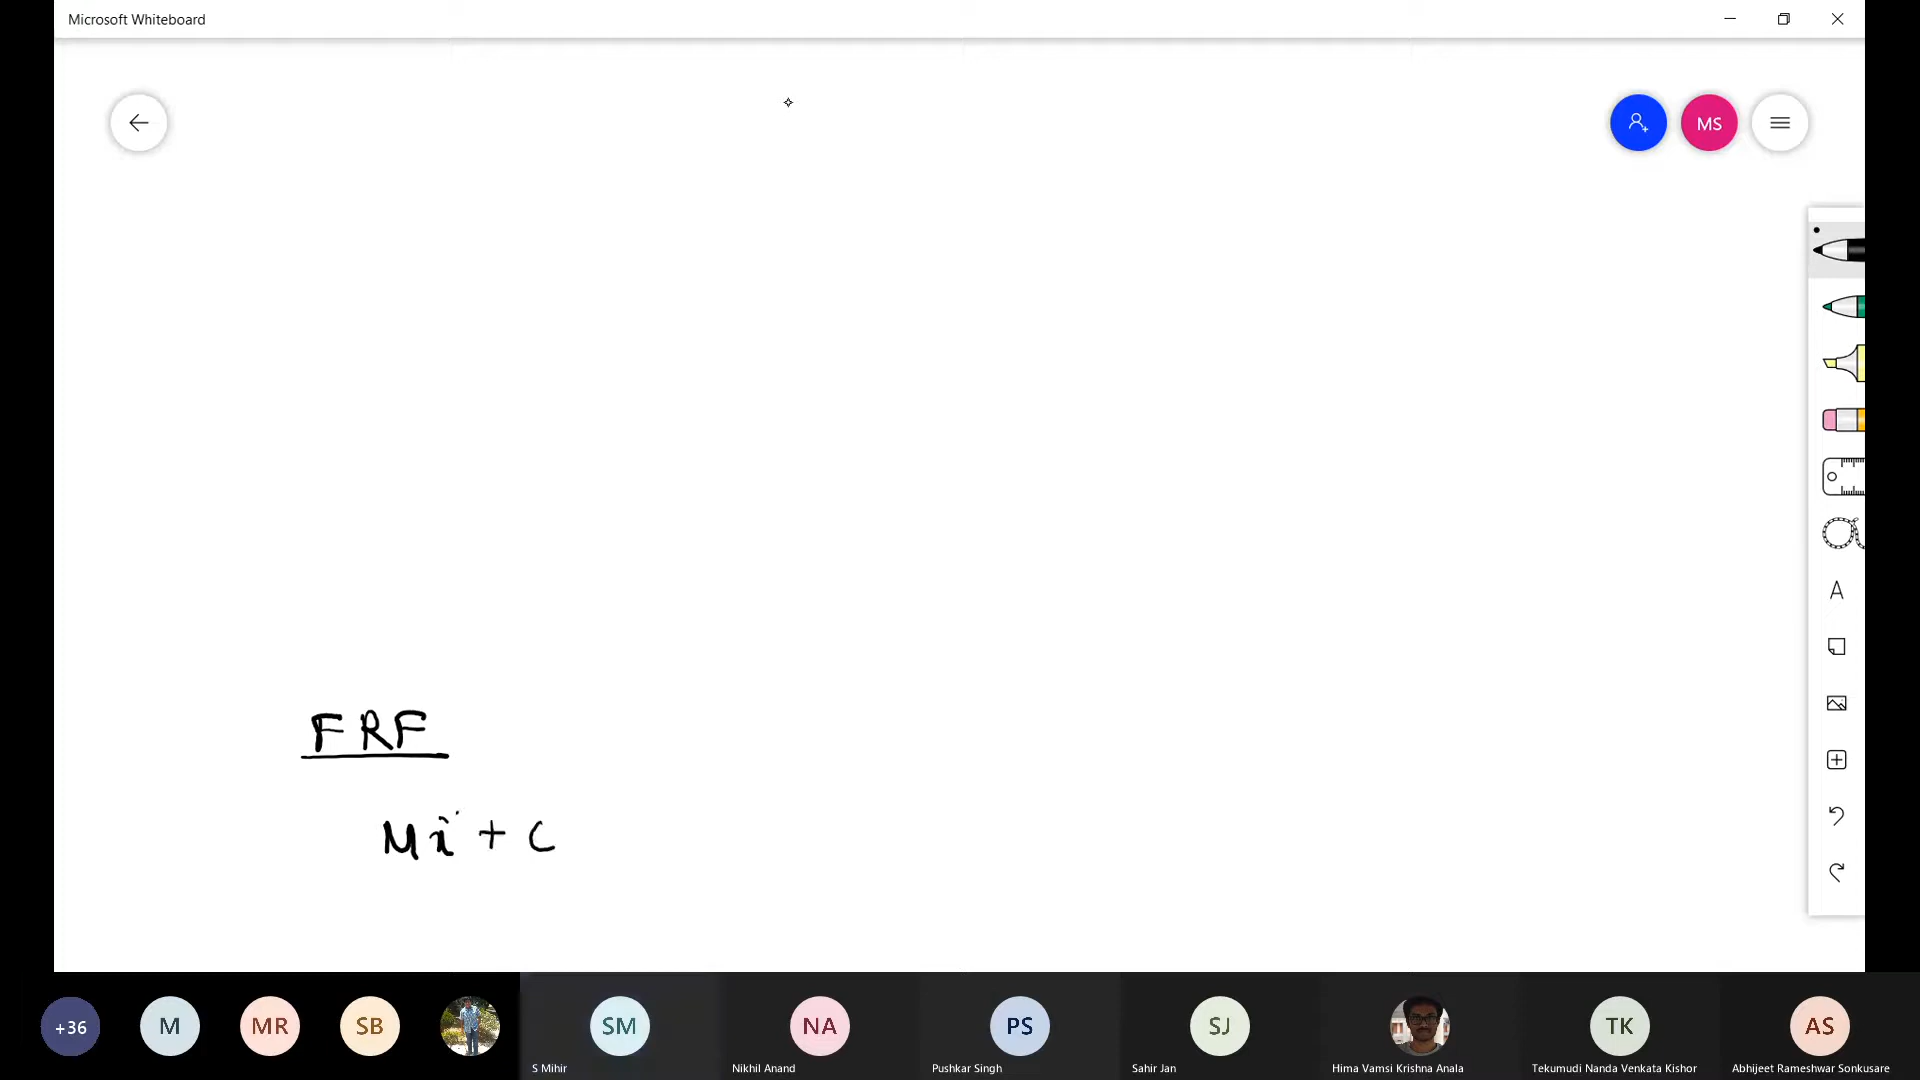 Microsoft Whiteboard
MS
A
FRF
Mẍ + C
+36
M
MR
SB
SM
NA
PS
SJ
TK
AS
S Mihir
Nikhil Anand
Pushkar Singh
Sahir Jan
Hima Vamsi Krishna Anala
Tekumudi Nanda Venkata Kishor
Abhijeet Rameshwar Sonkusare